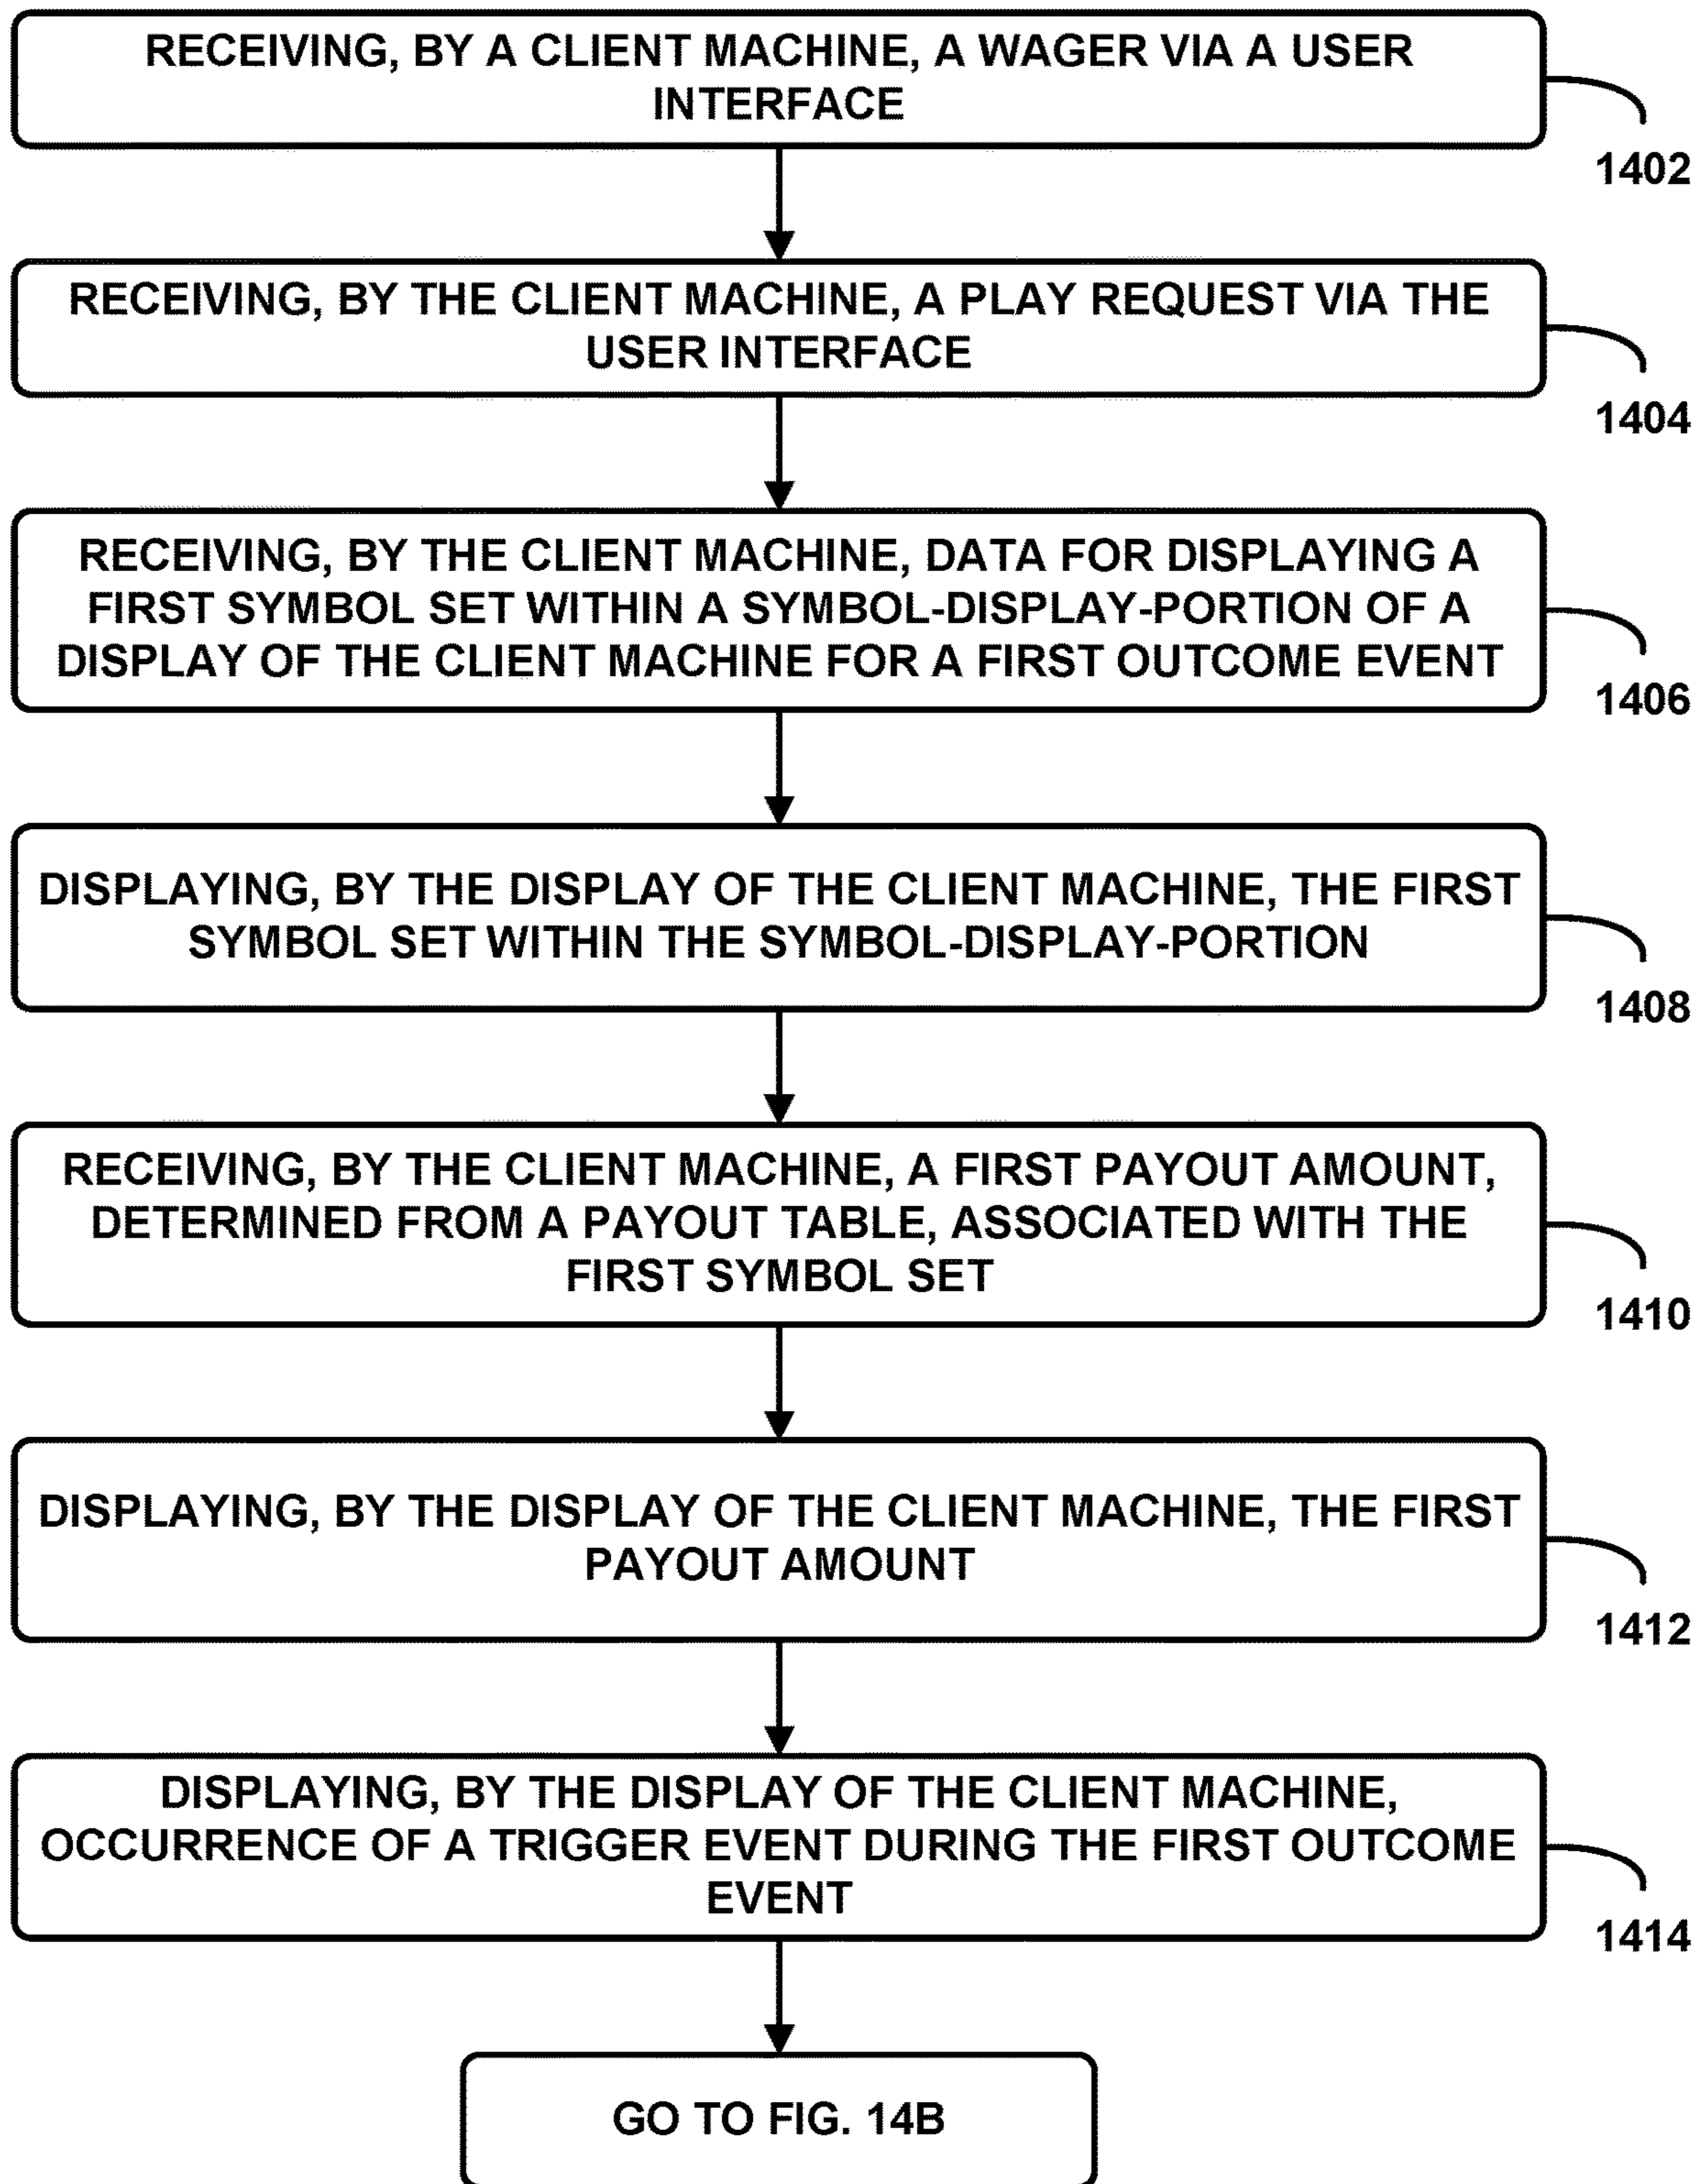 RECEIVING, BY A CLIENT MACHINE, A WAGER VIA A USER
INTERFACE
1402
RECEIVING, BY THE CLIENT MACHINE, A PLAY REQUEST VIA THE
USER INTERFACE
1404
RECEIVING, BY THE CLIENT MACHINE, DATA FOR DISPLAYING A
FIRST SYMBOL SET WITHIN A SYMBOL-DISPLAY-PORTION OF A
DISPLAY OF THE CLIENT MACHINE FOR A FIRST OUTCOME EVENT
1406
DISPLAYING, BY THE DISPLAY OF THE CLIENT MACHINE, THE FIRST
SYMBOL SET WITHIN THE SYMBOL-DISPLAY-PORTION
1408
RECEIVING, BY THE CLIENT MACHINE, A FIRST PAYOUT AMOUNT,
DETERMINED FROM A PAYOUT TABLE, ASSOCIATED WITH THE
FIRST SYMBOL SET
1410
DISPLAYING, BY THE DISPLAY OF THE CLIENT MACHINE, THE FIRST
PAYOUT AMOUNT
1412
DISPLAYING, BY THE DISPLAY OF THE CLIENT MACHINE,
OCCURRENCE OF A TRIGGER EVENT DURING THE FIRST OUTCOME
EVENT
1414
GO TO FIG. 14B